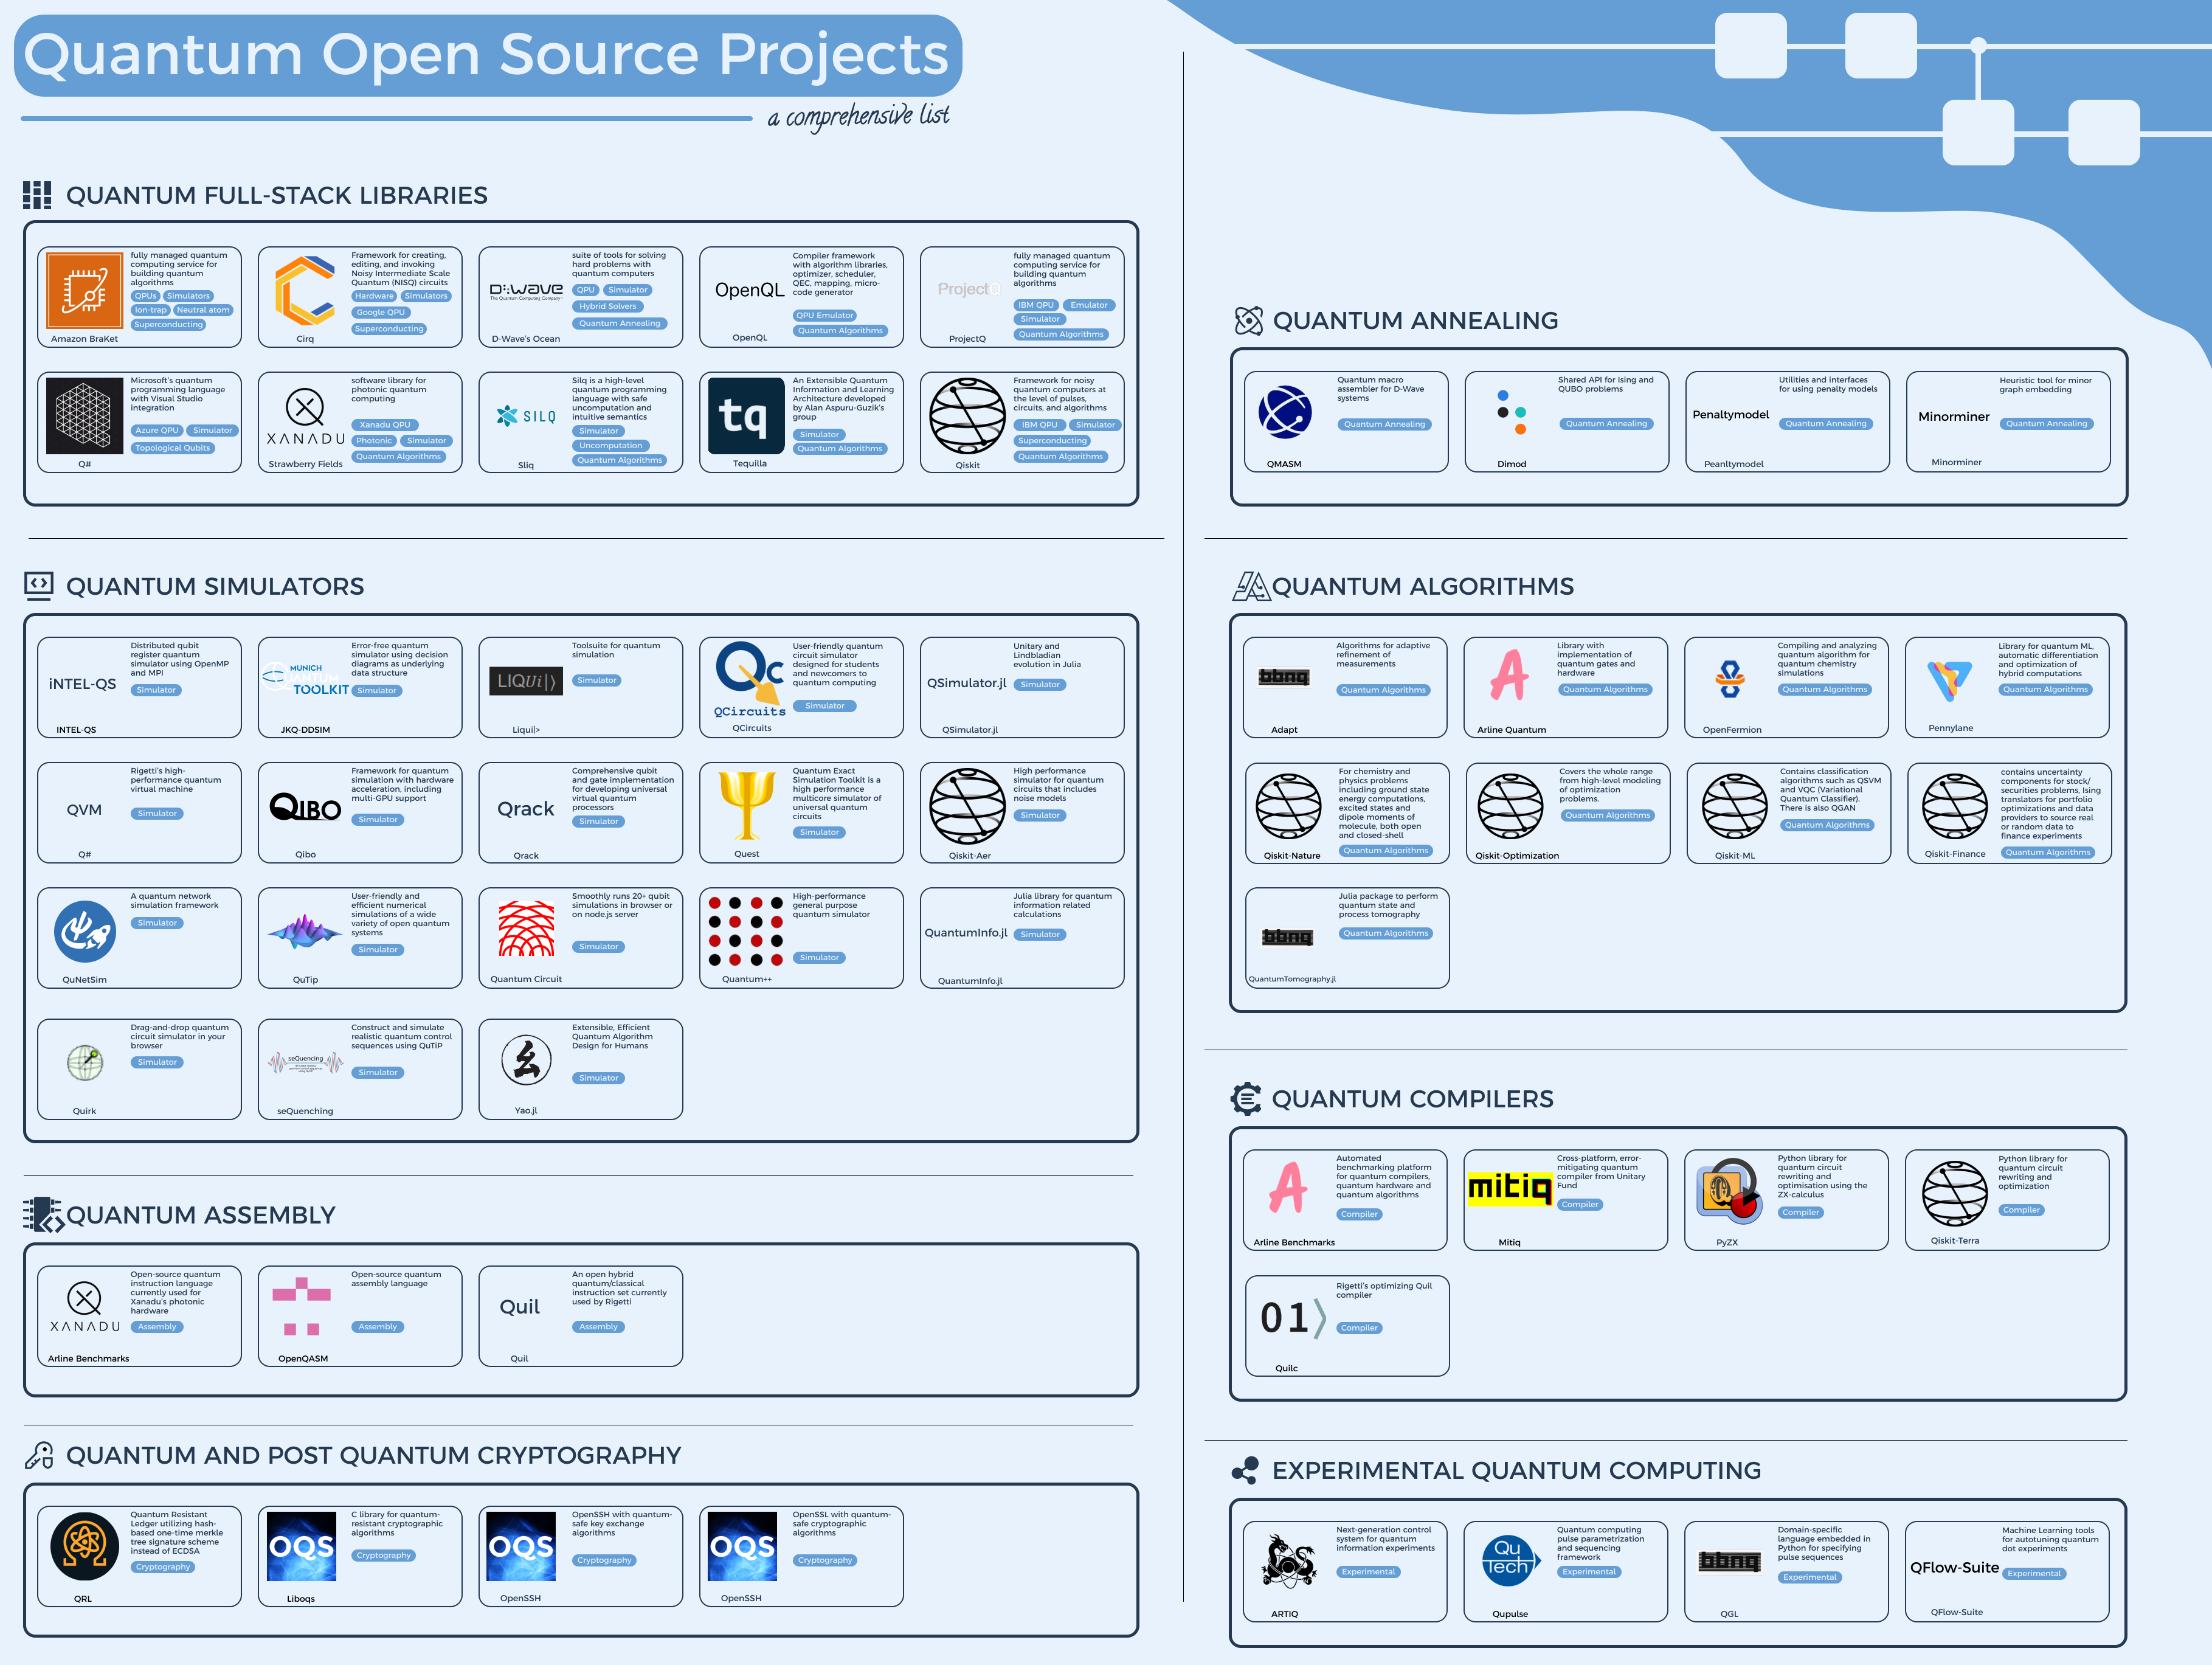 Quantum Open Source Projects
a comprehensive list
QUANTUM FULL-STACK LIBRARIES
fully managed quantum
computing service for
building quantum
algorithms
QPUs Simulators
Ion-trap Neutral atom
Superconducting
Amazon BraKet
Framework for creating,
editing, and invoking
Noisy Intermediate Scale
Quantum (NISQ) circuits
Hardware Simulators
Google QPU
Superconducting
Cirq
D:Wave
The Quantum Computing Company
suite of tools for solving
hard problems with
quantum computers
QPU Simulator
Hybrid Solvers
Quantum Annealing
D-Wave's Ocean
OpenQL
Compiler framework
with algorithm libraries,
optimizer, scheduler,
QEC, mapping, micro-
code generator
QPU Emulator
Quantum Algorithms
OpenQL
ProjectQ
fully managed quantum
computing service for
building quantum
algorithms
IBM QPU Emulator
Simulator
Quantum Algorithms
ProjectQ
Microsoft's quantum
programming language
with Visual Studio
integration
Azure QPU Simulator
Topological Qubits
Q#
XANADU
software library for
photonic quantum
computing
Xanadu QPU
Photonic Simulator
Quantum Algorithms
Strawberry Fields
SILQ
Silq is a high-level
quantum programming
language with safe
uncomputation and
intuitive semantics
Simulator
Uncomputation
Quantum Algorithms
Sliq
tq
An Extensible Quantum
Information and Learning
Architecture developed
by Alan Aspuru-Guzik's
group
Simulator
Quantum Algorithms
Tequilla
Framework for noisy
quantum computers at
the level of pulses,
circuits, and algorithms
IBM QPU Simulator
Superconducting
Quantum Algorithms
Qiskit
QUANTUM SIMULATORS
iNTEL-QS
Distributed qubit
register quantum
simulator using OpenMP
and MPI
Simulator
INTEL-QS
MUNICH
QUANTUM
TOOLKIT
Error-free quantum
simulator using decision
diagrams as underlying
data structure
Simulator
JKQ-DDSIM
LIQUi|⟩
Toolsuite for quantum
simulation
Simulator
Liqui|>
QCircuits
User-friendly quantum
circuit simulator
designed for students
and newcomers to
quantum computing
Simulator
QCircuits
QSimulator.jl
Unitary and
Lindbladian
evolution in Julia
Simulator
QSimulator.jl
QVM
Rigetti's high-
performance quantum
virtual machine
Simulator
Q#
QIBO
Framework for quantum
simulation with hardware
acceleration, including
multi-GPU support
Simulator
Qibo
Qrack
Comprehensive qubit
and gate implementation
for developing universal
virtual quantum
processors
Simulator
Qrack
Quantum Exact
Simulation Toolkit is a
high performance
multicore simulator of
universal quantum
circuits
Simulator
Quest
High performance
simulator for quantum
circuits that includes
noise models
Simulator
Qiskit-Aer
A quantum network
simulation framework
Simulator
QuNetSim
User-friendly and
efficient numerical
simulations of a wide
variety of open quantum
systems
Simulator
QuTip
Smoothly runs 20+ qubit
simulations in browser or
on node.js server
Simulator
Quantum Circuit
High-performance
general purpose
quantum simulator
Simulator
Quantum++
QuantumInfo.jl
Julia library for quantum
information related
calculations
Simulator
QuantumInfo.jl
Drag-and-drop quantum
circuit simulator in your
browser
Simulator
Quirk
seQuencing
Construct and simulate
realistic quantum control
sequences using QuTiP
Simulator
seQuenching
Extensible, Efficient
Quantum Algorithm
Design for Humans
Simulator
Yao.jl
QUANTUM ASSEMBLY
XANADU
Open-source quantum
instruction language
currently used for
Xanadu's photonic
hardware
Assembly
Arline Benchmarks
Open-source quantum
assembly language
Assembly
OpenQASM
Quil
An open hybrid
quantum/classical
instruction set currently
used by Rigetti
Assembly
Quil
QUANTUM AND POST QUANTUM CRYPTOGRAPHY
Quantum Resistant
Ledger utilizing hash-
based one-time merkle
tree signature scheme
instead of ECDSA
Cryptography
QRL
OQS
C library for quantum-
resistant cryptographic
algorithms
Cryptography
Liboqs
OQS
OpenSSH with quantum-
safe key exchange
algorithms
Cryptography
OpenSSH
OQS
OpenSSL with quantum-
safe cryptographic
algorithms
Cryptography
OpenSSH
QUANTUM ANNEALING
Quantum macro
assembler for D-Wave
systems
Quantum Annealing
QMASM
Shared API for Ising and
QUBO problems
Quantum Annealing
Dimod
Penaltymodel
Utilities and interfaces
for using penalty models
Quantum Annealing
Peanltymodel
Minorminer
Heuristic tool for minor
graph embedding
Quantum Annealing
Minorminer
QUANTUM ALGORITHMS
bbnq
Algorithms for adaptive
refinement of
measurements
Quantum Algorithms
Adapt
A
Library with
implementation of
quantum gates and
hardware
Quantum Algorithms
Arline Quantum
Compiling and analyzing
quantum algorithm for
quantum chemistry
simulations
Quantum Algorithms
OpenFermion
Library for quantum ML,
automatic differentiation
and optimization of
hybrid computations
Quantum Algorithms
Pennylane
For chemistry and
physics problems
including ground state
energy computations,
excited states and
dipole moments of
molecule, both open
and closed-shell
Quantum Algorithms
Qiskit-Nature
Covers the whole range
from high-level modeling
of optimization
problems.
Quantum Algorithms
Qiskit-Optimization
Contains classification
algorithms such as QSVM
and VQC (Variational
Quantum Classifier).
There is also QGAN
Quantum Algorithms
Qiskit-ML
contains uncertainty
components for stock/
securities problems, Ising
translators for portfolio
optimizations and data
providers to source real
or random data to
finance experiments
Quantum Algorithms
Qiskit-Finance
bbnq
Julia package to perform
quantum state and
process tomography
Quantum Algorithms
QuantumTomography.jl
QUANTUM COMPILERS
A
Automated
benchmarking platform
for quantum compilers,
quantum hardware and
quantum algorithms
Compiler
Arline Benchmarks
mitiq
Cross-platform, error-
mitigating quantum
compiler from Unitary
Fund
Compiler
Mitiq
Python library for
quantum circuit
rewriting and
optimisation using the
ZX-calculus
Compiler
PyZX
Python library for
quantum circuit
rewriting and
optimization
Compiler
Qiskit-Terra
01⟩
Rigetti's optimizing Quil
compiler
Compiler
Quilc
EXPERIMENTAL QUANTUM COMPUTING
Next-generation control
system for quantum
information experiments
Experimental
ARTIQ
Qu
Tech
Quantum computing
pulse parametrization
and sequencing
framework
Experimental
Qupulse
bbnq
Domain-specific
language embedded in
Python for specifying
pulse sequences
Experimental
QGL
QFlow-Suite
Machine Learning tools
for autotuning quantum
dot experiments
Experimental
QFlow-Suite